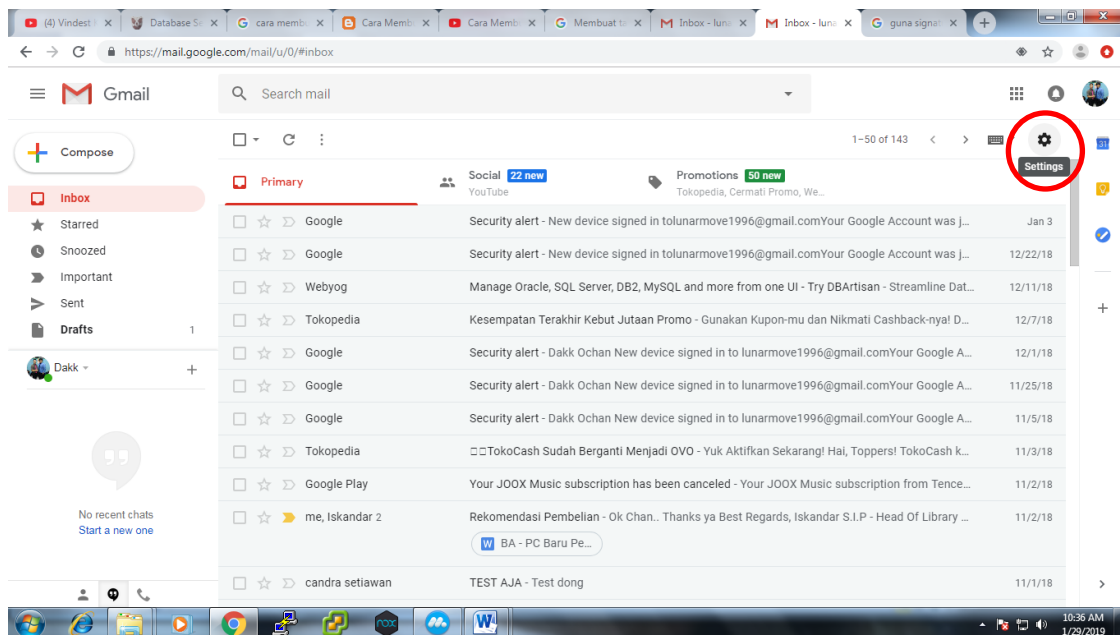 (4) Vindest
Database Se
cara memb
Cara Memb
Cara Memb
Membuat ta
Inbox - luna
Inbox - luna
guna signat
https://mail.google.com/mail/u/0/#inbox
Gmail
Search mail
1–50 of 143
Settings
31
Compose
Primary
Social 22 new
YouTube
Promotions 50 new
Tokopedia, Cermati Promo, We...
Inbox
Starred
Snoozed
Important
Sent
Drafts 1
Dakk
No recent chats
Start a new one
Google Security alert - New device signed in tolunarmove1996@gmail.comYour Google Account was j... Jan 3
Google Security alert - New device signed in tolunarmove1996@gmail.comYour Google Account was j... 12/22/18
Webyog Manage Oracle, SQL Server, DB2, MySQL and more from one UI - Try DBArtisan - Streamline Dat... 12/11/18
Tokopedia Kesempatan Terakhir Kebut Jutaan Promo - Gunakan Kupon-mu dan Nikmati Cashback-nya! D... 12/7/18
Google Security alert - Dakk Ochan New device signed in to lunarmove1996@gmail.comYour Google A... 12/1/18
Google Security alert - Dakk Ochan New device signed in to lunarmove1996@gmail.comYour Google A... 11/25/18
Google Security alert - Dakk Ochan New device signed in to lunarmove1996@gmail.comYour Google A... 11/5/18
Tokopedia □□TokoCash Sudah Berganti Menjadi OVO - Yuk Aktifkan Sekarang! Hai, Toppers! TokoCash k... 11/3/18
Google Play Your JOOX Music subscription has been canceled - Your JOOX Music subscription from Tence... 11/2/18
me, Iskandar 2 Rekomendasi Pembelian - Ok Chan.. Thanks ya Best Regards, Iskandar S.I.P - Head Of Library ... 11/2/18
W BA - PC Baru Pe...
candra setiawan TEST AJA - Test dong 11/1/18
nox
W
10:36 AM
1/29/2019